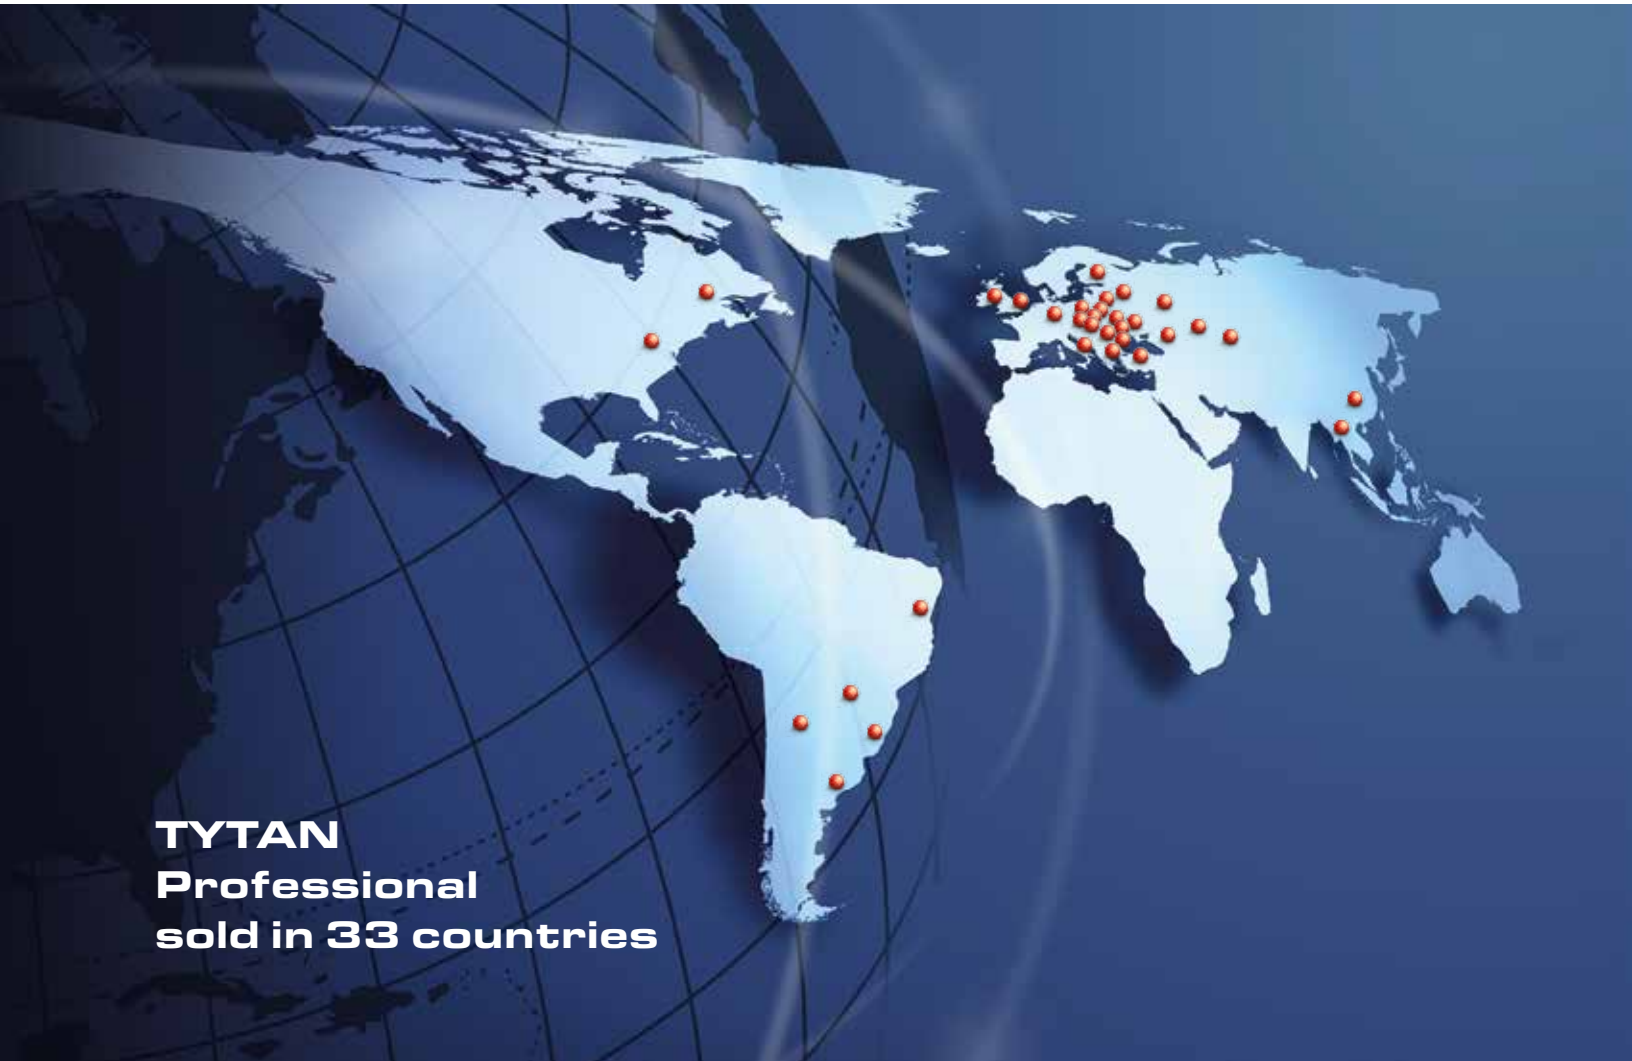 TYTAN
Professional
sold in 33 countries